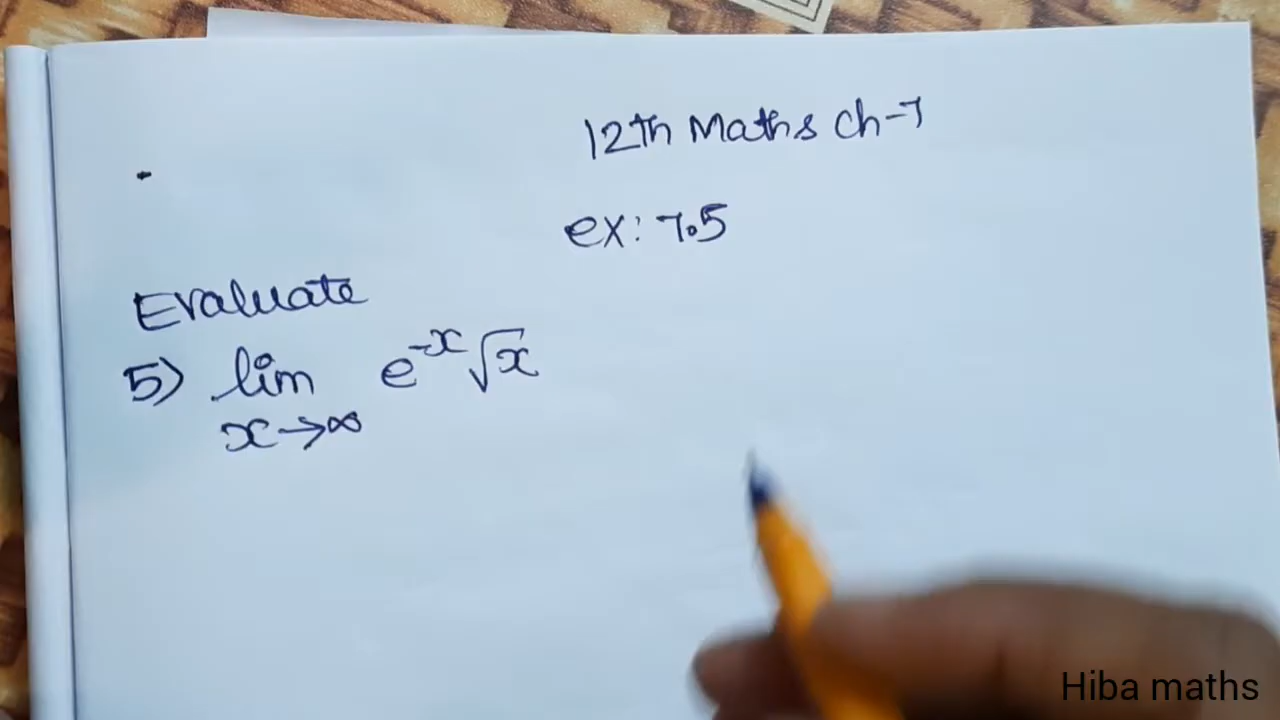 12th Maths Ch-7
ex: 7.5
Evaluate
5) lim e^-x √x
x→∞
Hiba maths